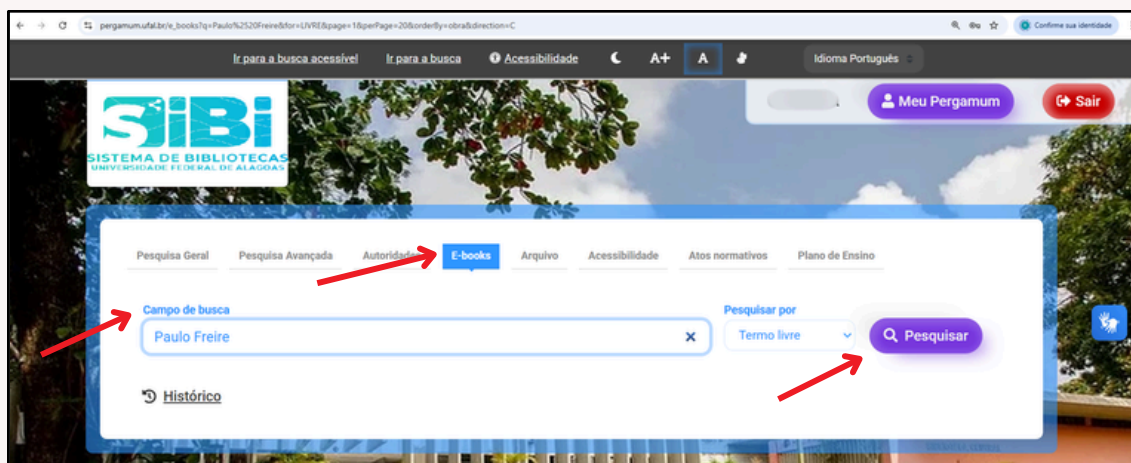 pergamum.ufal.br/e_books?q=Paulo%2520Freire&for=LIVRE&page=1&perPage=20&orderBy=obra&direction=C
Confirme sua identidade
Ir para a busca acessível Ir para a busca Acessibilidade A+ A Idioma Português
Meu Pergamum Sair
SiBi
SISTEMA DE BIBLIOTECAS
UNIVERSIDADE FEDERAL DE ALAGOAS
Pesquisa Geral Pesquisa Avançada Autoridades E-books Arquivo Acessibilidade Atos normativos Plano de Ensino
Campo de busca Pesquisar por
Paulo Freire Termo livre Pesquisar
Histórico